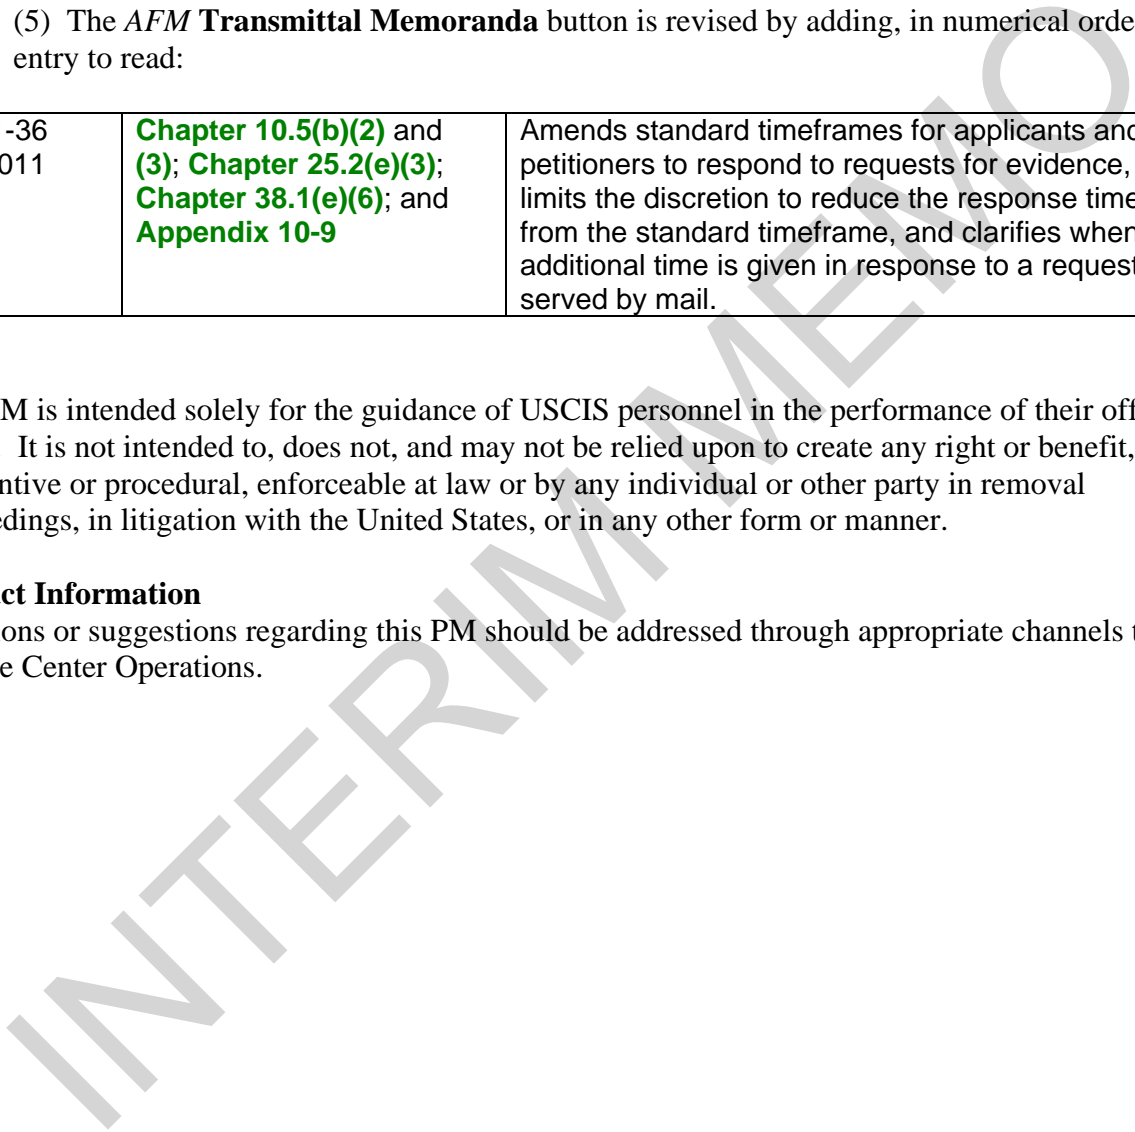 (5) The AFM Transmittal Memoranda button is revised by adding, in numerical orde
entry to read:
-36
011
Chapter 10.5(b)(2) and
(3); Chapter 25.2(e)(3);
Chapter 38.1(e)(6); and
Appendix 10-9
Amends standard timeframes for applicants and
petitioners to respond to requests for evidence,
limits the discretion to reduce the response time
from the standard timeframe, and clarifies when
additional time is given in response to a request
served by mail.
M is intended solely for the guidance of USCIS personnel in the performance of their off
It is not intended to, does not, and may not be relied upon to create any right or benefit,
ntive or procedural, enforceable at law or by any individual or other party in removal
edings, in litigation with the United States, or in any other form or manner.
ct Information
ions or suggestions regarding this PM should be addressed through appropriate channels t
e Center Operations.
INTERIM MEMO